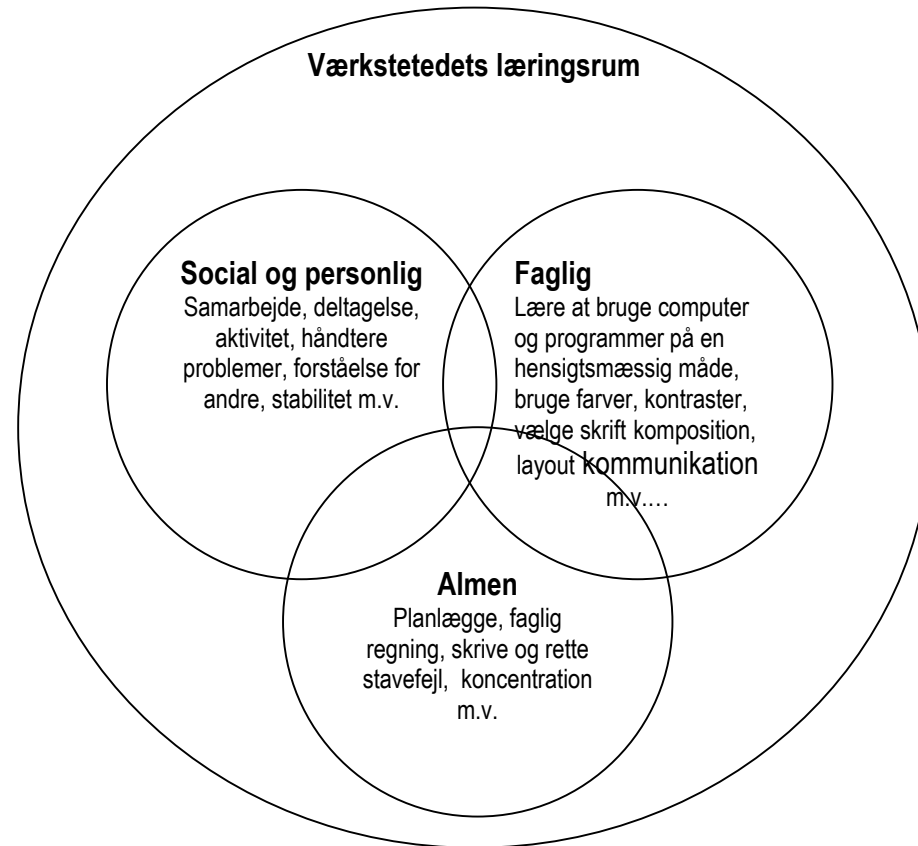 Værkstetedets læringsrum
Social og personlig
Samarbejde, deltagelse,
aktivitet, håndtere
problemer, forståelse for
andre, stabilitet m.v.
Faglig
Lære at bruge computer
og programmer på en
hensigtsmæssig måde,
bruge farver, kontraster,
vælge skrift komposition,
layout kommunikation
m.v.…
Almen
Planlægge, faglig
regning, skrive og rette
stavefejl, koncentration
m.v.